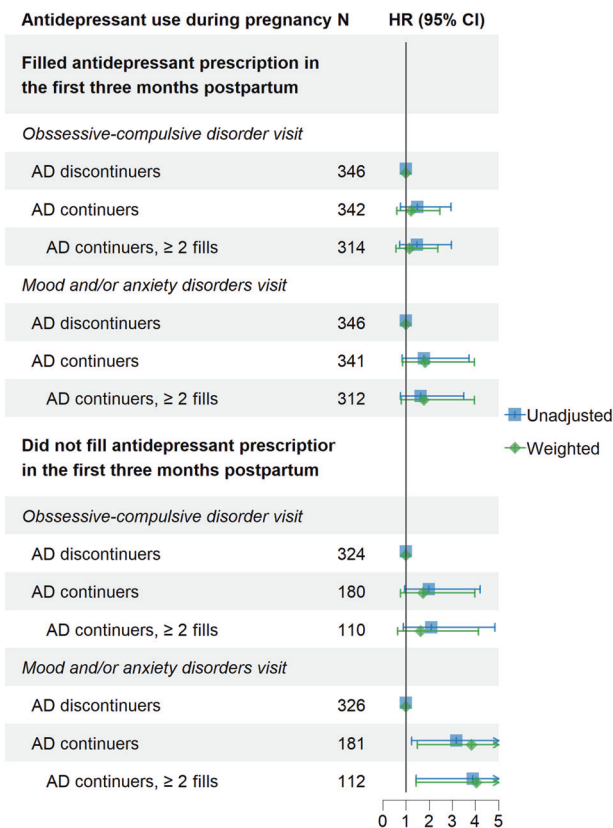 Antidepressant use during pregnancy N HR (95% CI)
Filled antidepressant prescription in
the first three months postpartum
Obssessive-compulsive disorder visit
AD discontinuers 346
AD continuers 342
AD continuers, ≥ 2 fills 314
Mood and/or anxiety disorders visit
AD discontinuers 346
AD continuers 341
AD continuers, ≥ 2 fills 312
Unadjusted
Weighted
Did not fill antidepressant prescriptior
in the first three months postpartum
Obssessive-compulsive disorder visit
AD discontinuers 324
AD continuers 180
AD continuers, ≥ 2 fills 110
Mood and/or anxiety disorders visit
AD discontinuers 326
AD continuers 181
AD continuers, ≥ 2 fills 112
0 1 2 3 4 5